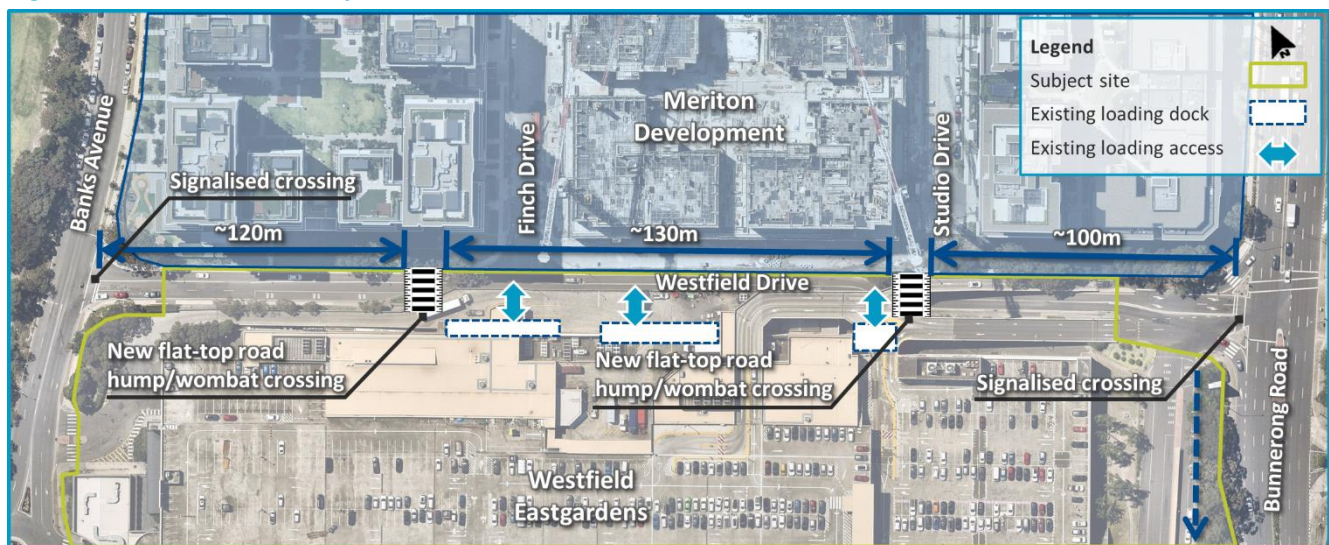 Legend
Subject site
Existing loading dock
Existing loading access
Meriton
Development
Banks Avenue
Finch Drive
Studio Drive
Signalised crossing
~120m
~130m
~100m
Westfield Drive
New flat-top road
hump/wombat crossing
New flat-top road
hump/wombat crossing
Signalised crossing
Bunnerong Road
Westfield
Eastgardens